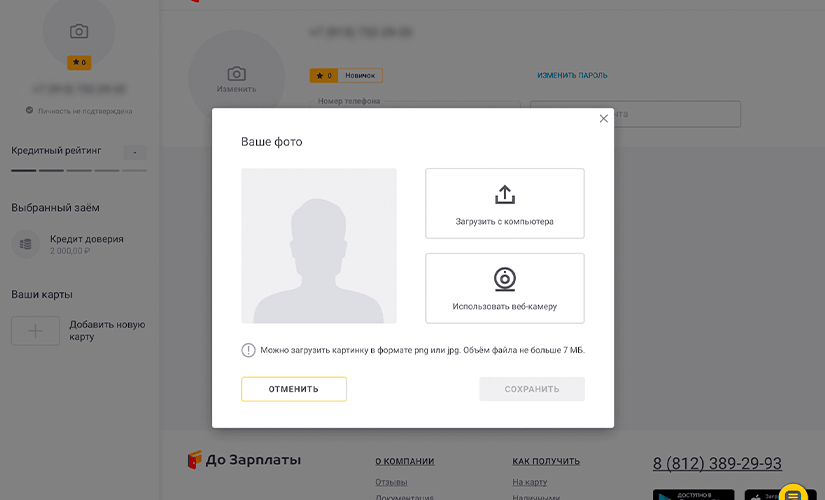 0
Личность не подтверждена
Кредитный рейтинг
-
Выбранный заём
Кредит доверия
2 000,00 ₽
Ваши карты
Добавить новую
карту
Изменить
0 Новичок
ИЗМЕНИТЬ ПАРОЛЬ
Номер телефона
Ваше фото
Загрузить с компьютера
Использовать веб-камеру
Можно загрузить картинку в формате png или jpg. Объём файла не больше 7 МБ.
ОТМЕНИТЬ
СОХРАНИТЬ
До Зарплаты
О КОМПАНИИ
Отзывы
Документация
КАК ПОЛУЧИТЬ
На карту
Наличными
8 (812) 389-29-93
ДОСТУПНО В